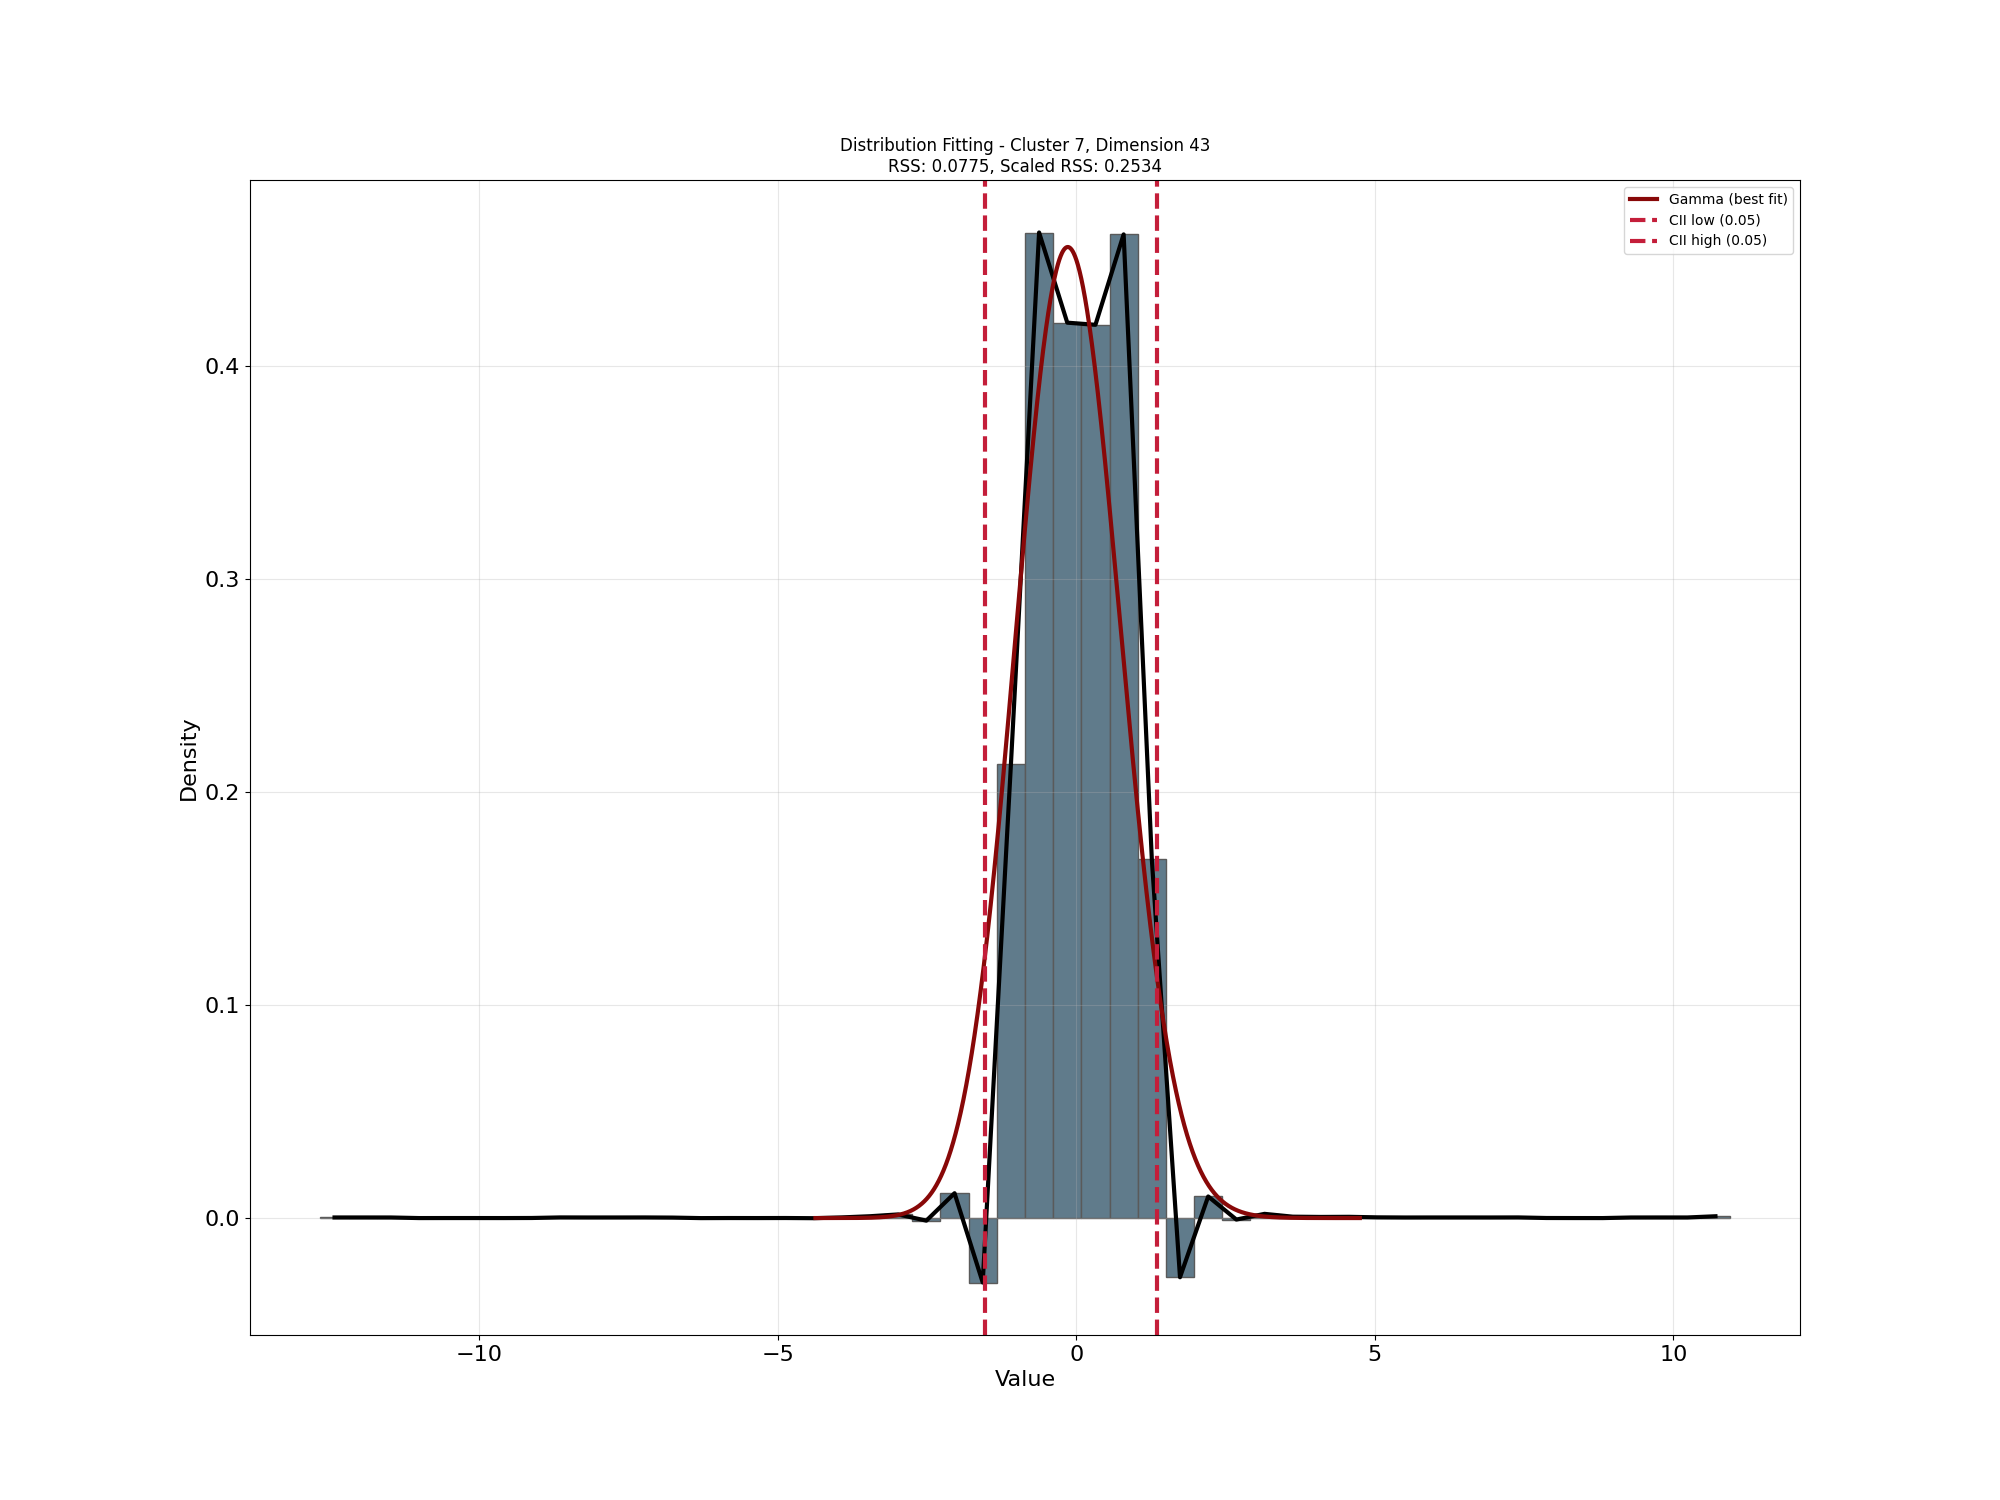 Distribution Fitting - Cluster 7, Dimension 43
RSS: 0.0775, Scaled RSS: 0.2534
Gamma (best fit)
CII low (0.05)
CII high (0.05)
0.4
0.3
0.2
0.1
0.0
Density
−10
−5
0
5
10
Value